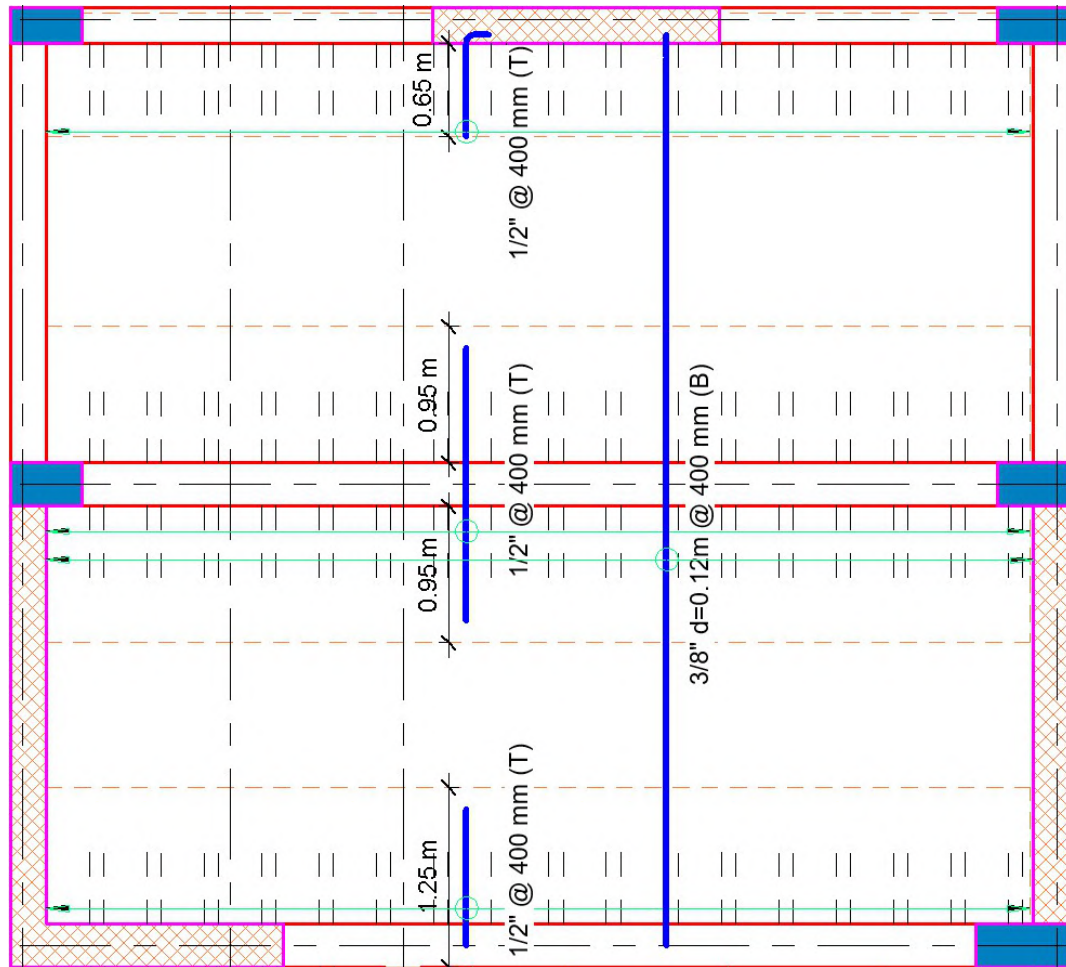 0.65 m
1/2" @ 400 mm (T)
0.95 m
1/2" @ 400 mm (T)
3/8" d=0.12m @ 400 mm (B)
0.95 m
1.25 m
1/2" @ 400 mm (T)